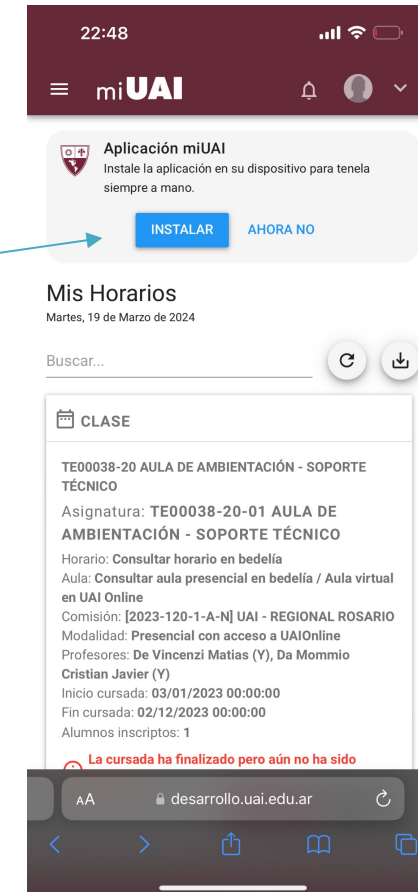 22:48
miUAI
Aplicación miUAI
Instale la aplicación en su dispositivo para tenela
siempre a mano.
INSTALAR AHORA NO
Mis Horarios
Martes, 19 de Marzo de 2024
Buscar...
CLASE
TE00038-20 AULA DE AMBIENTACIÓN - SOPORTE
TÉCNICO
Asignatura: TE00038-20-01 AULA DE
AMBIENTACIÓN - SOPORTE TÉCNICO
Horario: Consultar horario en bedelía
Aula: Consultar aula presencial en bedelía / Aula virtual
en UAI Online
Comisión: [2023-120-1-A-N] UAI - REGIONAL ROSARIO
Modalidad: Presencial con acceso a UAIOnline
Profesores: De Vincenzi Matias (Y), Da Mommio
Cristian Javier (Y)
Inicio cursada: 03/01/2023 00:00:00
Fin cursada: 02/12/2023 00:00:00
Alumnos inscriptos: 1
La cursada ha finalizado pero aún no ha sido
AA desarrollo.uai.edu.ar